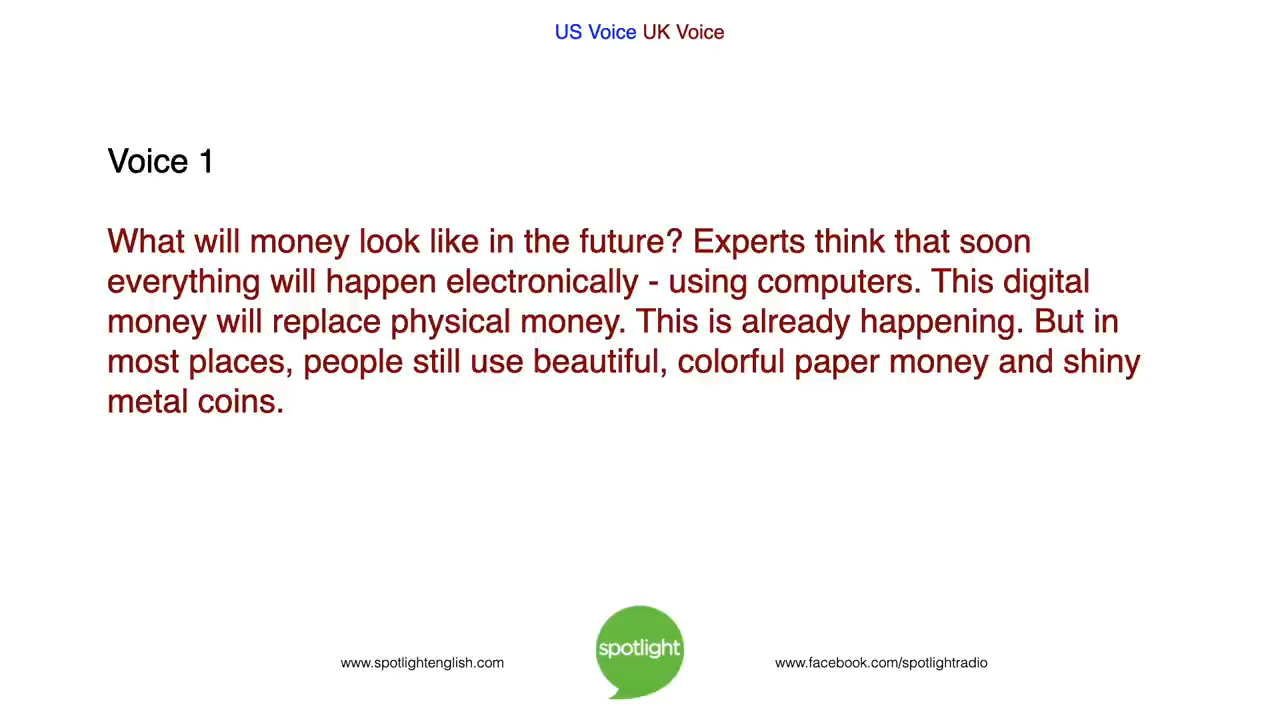 US Voice UK Voice
Voice 1
What will money look like in the future? Experts think that soon
everything will happen electronically - using computers. This digital
money will replace physical money. This is already happening. But in
most places, people still use beautiful, colorful paper money and shiny
metal coins.
spotlight
www.spotlightenglish.com
www.facebook.com/spotlightradio